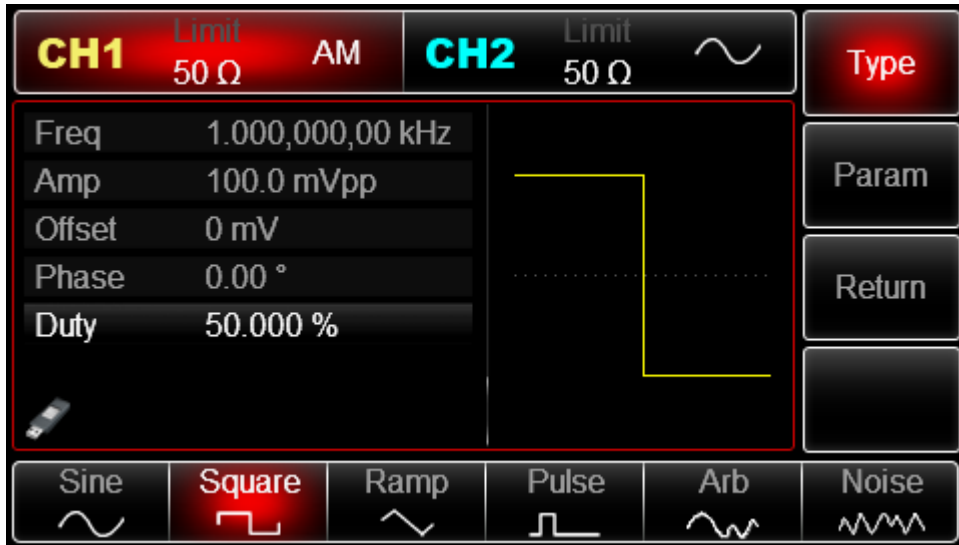 CH1 Limit 50 Ω AM CH2 Limit 50 Ω
Type
Freq 1.000,000,00 kHz
Amp 100.0 mVpp
Offset 0 mV
Phase 0.00 °
Duty 50.000 %
Param
Return
Sine Square Ramp Pulse Arb Noise